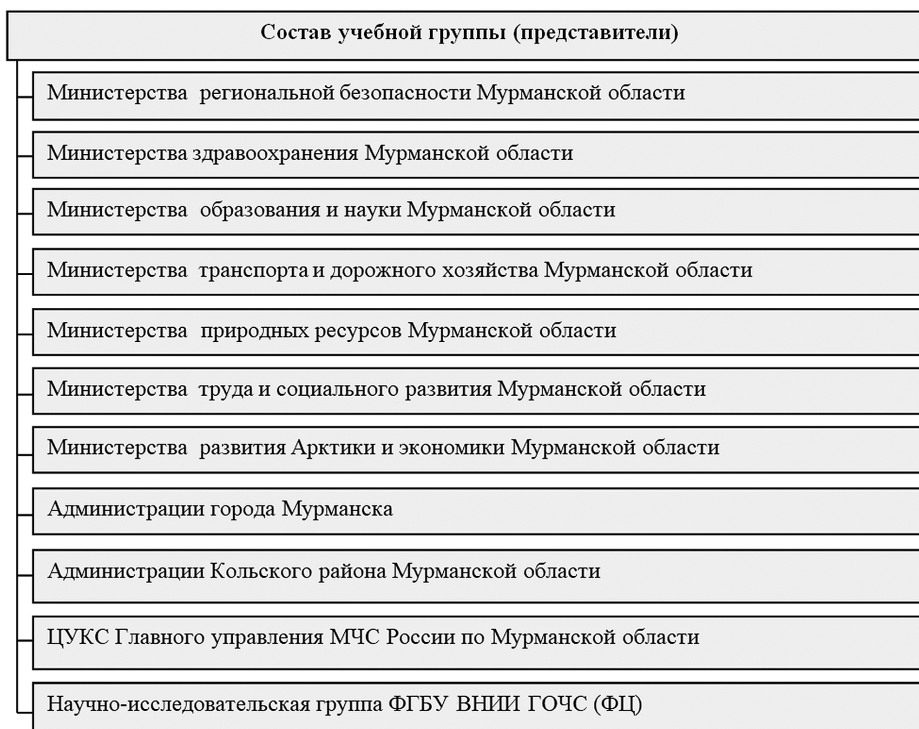 Состав учебной группы (представители)
Министерства региональной безопасности Мурманской области
Министерства здравоохранения Мурманской области
Министерства образования и науки Мурманской области
Министерства транспорта и дорожного хозяйства Мурманской области
Министерства природных ресурсов Мурманской области
Министерства труда и социального развития Мурманской области
Министерства развития Арктики и экономики Мурманской области
Администрации города Мурманска
Администрации Кольского района Мурманской области
ЦУКС Главного управления МЧС России по Мурманской области
Научно-исследовательская группа ФГБУ ВНИИ ГОЧС (ФЦ)